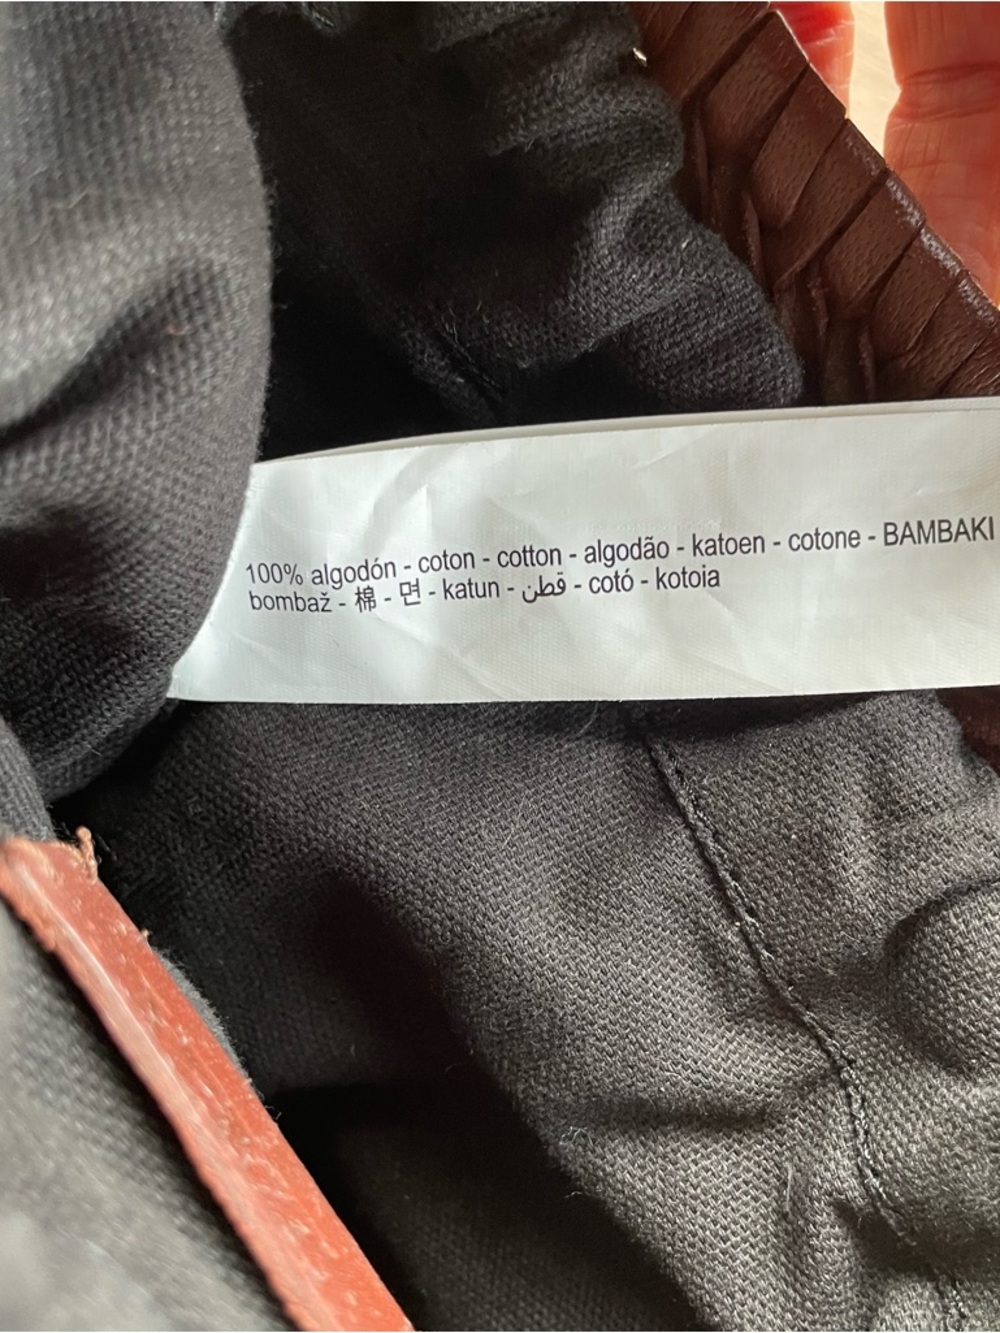 100% algodón - coton - cotton - algodão - katoen - cotone - BAMBAKI
bombaž - 棉 - 면 - katun - قطن - cotó - kotoia